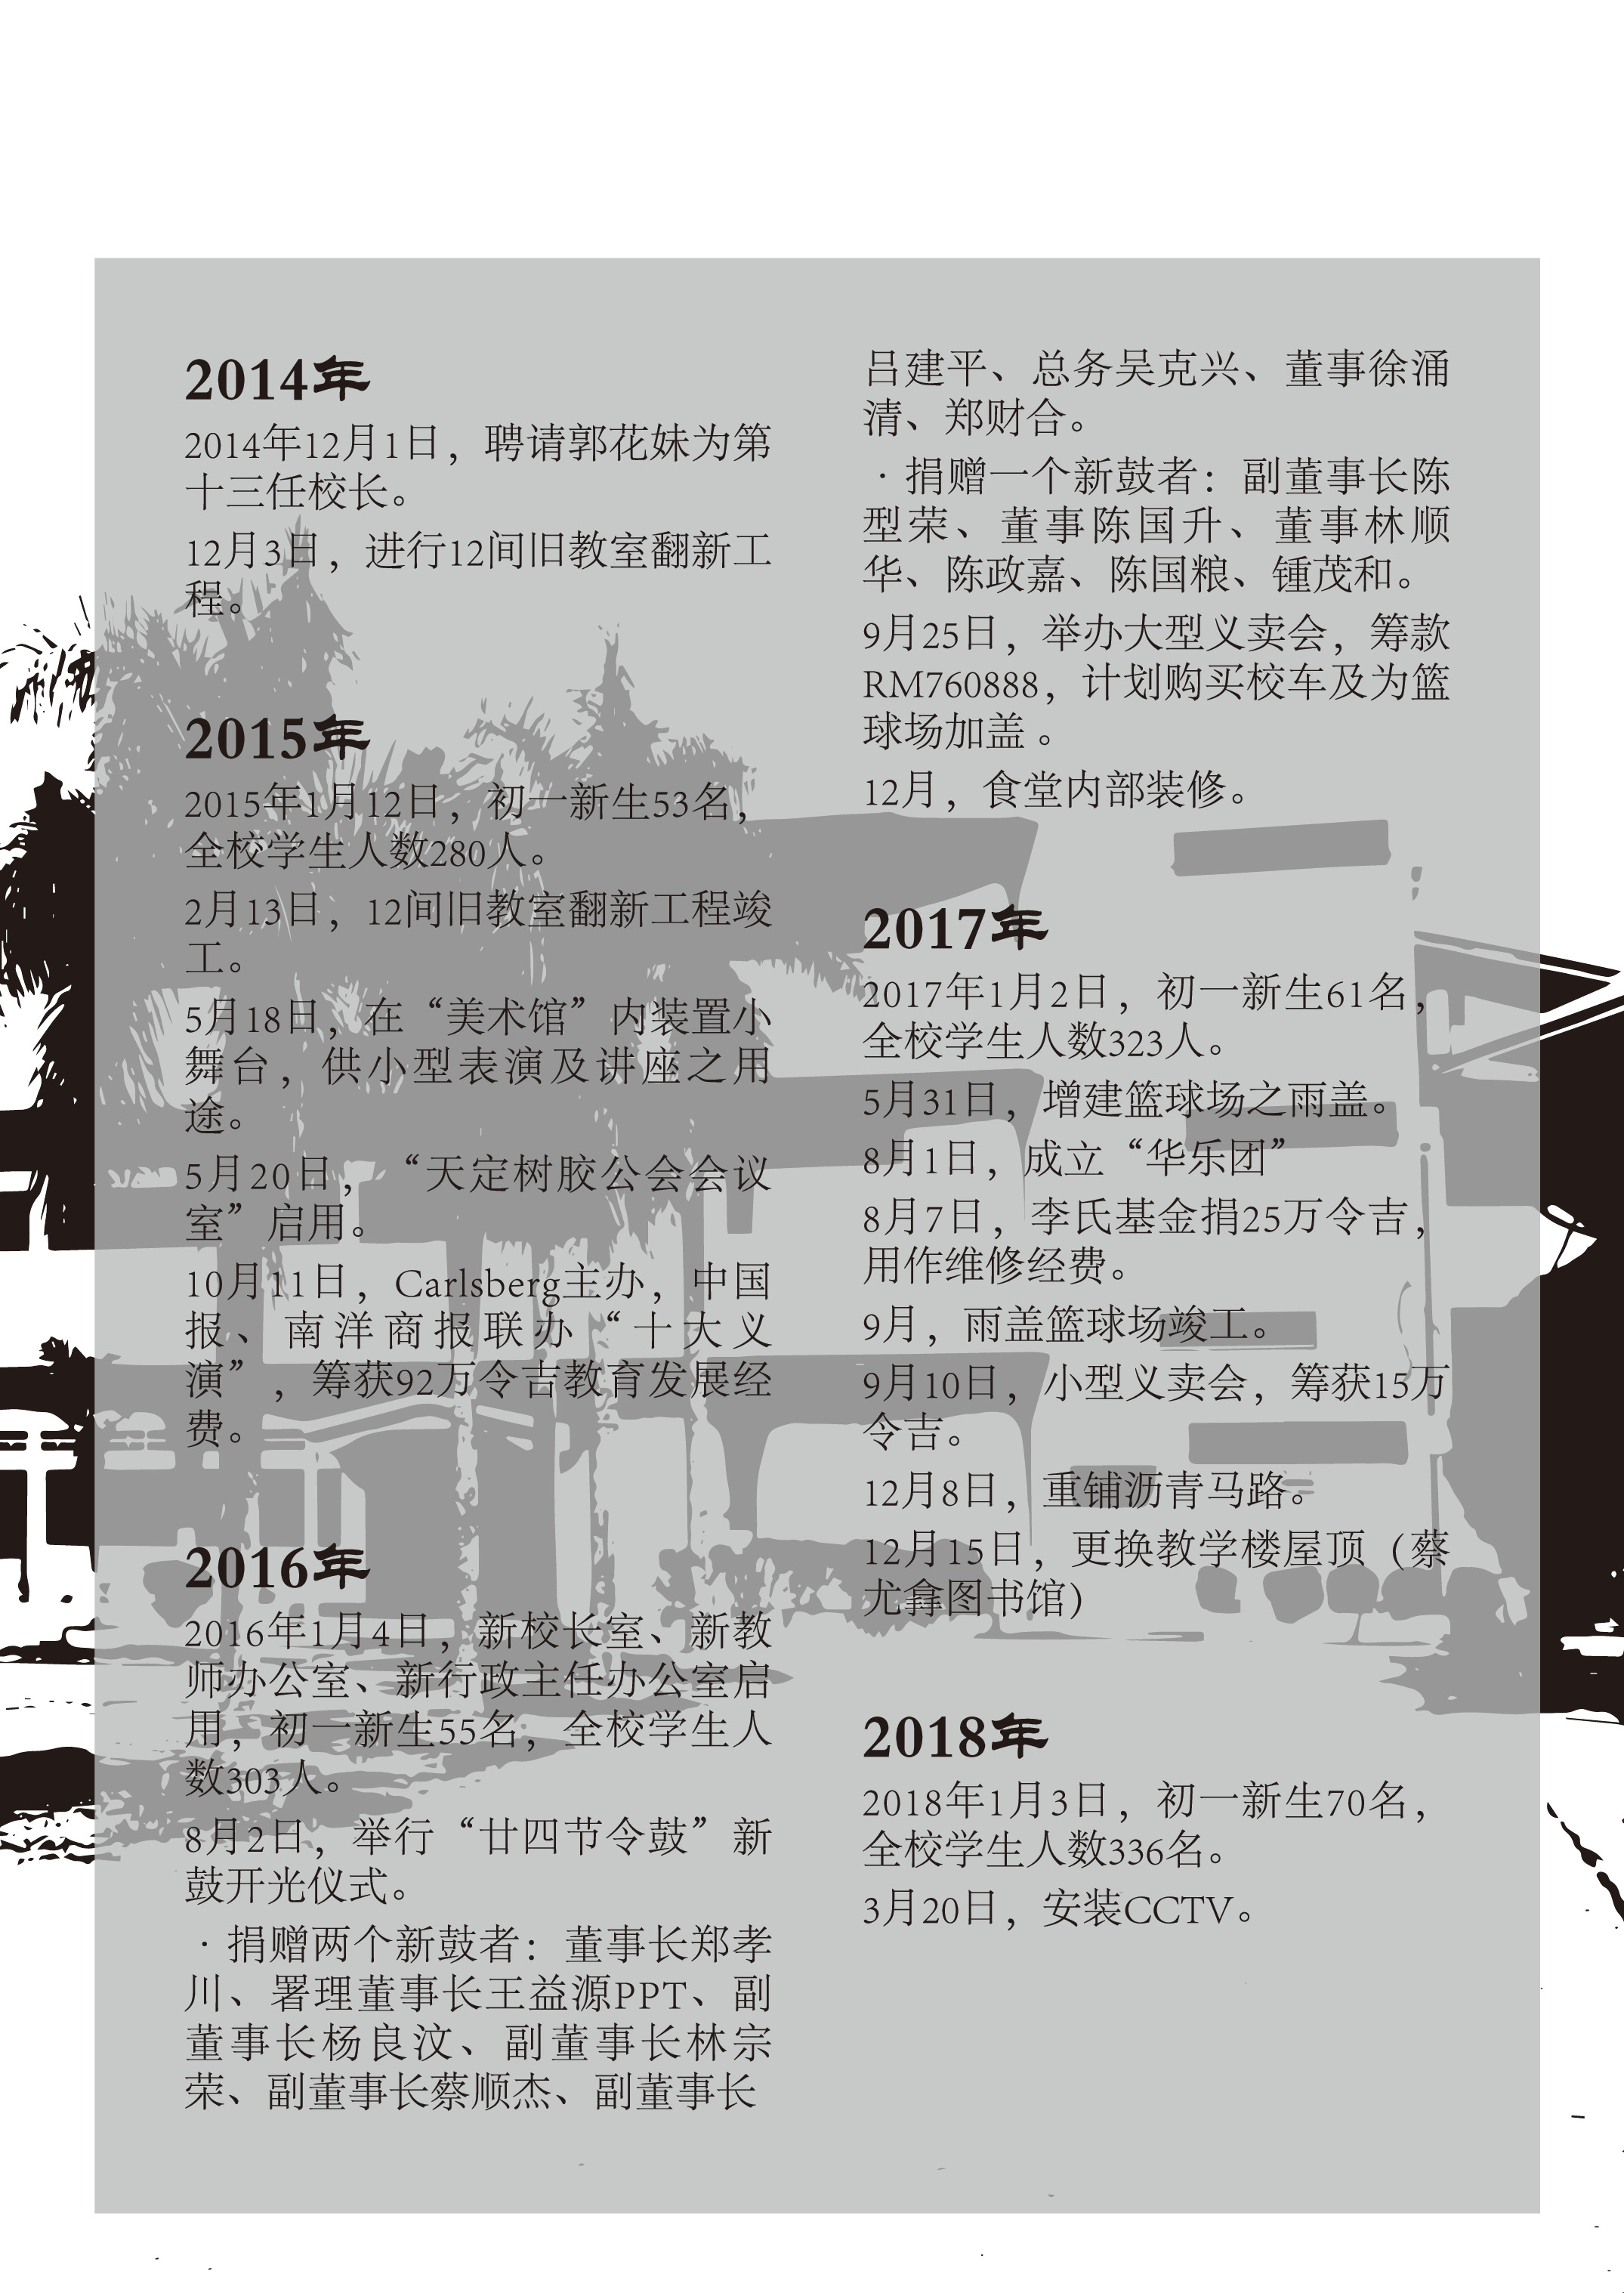 2014年
2014年12月1日，聘请郭花妹为第
十三任校长。
12月3日，进行12间旧教室翻新工
程。
2015年
2015年1月12日，初一新生53名，
全校学生人数280人。
2月13日，12间旧教室翻新工程竣
工。
5月18日，在“美术馆”内装置小
舞台，供小型表演及讲座之用
途。
5月20日，“天定树胶公会会议
室”启用。
10月11日，Carlsberg主办，中国
报、南洋商报联办“十大义
演”，筹获92万令吉教育发展经
费。
2016年
2016年1月4日，新校长室、新教
师办公室、新行政主任办公室启
用，初一新生55名，全校学生人
数303人。
8月2日，举行“廿四节令鼓”新
鼓开光仪式。
·捐赠两个新鼓者：董事长郑孝
川、署理董事长王益源PPT、副
董事长杨良汶、副董事长林宗
荣、副董事长蔡顺杰、副董事长
吕建平、总务吴克兴、董事徐涌
清、郑财合。
·捐赠一个新鼓者：副董事长陈
型荣、董事陈国升、董事林顺
华、陈政嘉、陈国粮、锺茂和。
9月25日，举办大型义卖会，筹款
RM760888，计划购买校车及为篮
球场加盖 。
12月，食堂内部装修。
2017年
2017年1月2日，初一新生61名，
全校学生人数323人。
5月31日，增建篮球场之雨盖。
8月1日，成立“华乐团”
8月7日，李氏基金捐25万令吉，
用作维修经费。
9月，雨盖篮球场竣工。
9月10日，小型义卖会，筹获15万
令吉。
12月8日，重铺沥青马路。
12月15日，更换教学楼屋顶（蔡
尤鋛图书馆）
2018年
2018年1月3日，初一新生70名，
全校学生人数336名。
3月20日，安装CCTV。